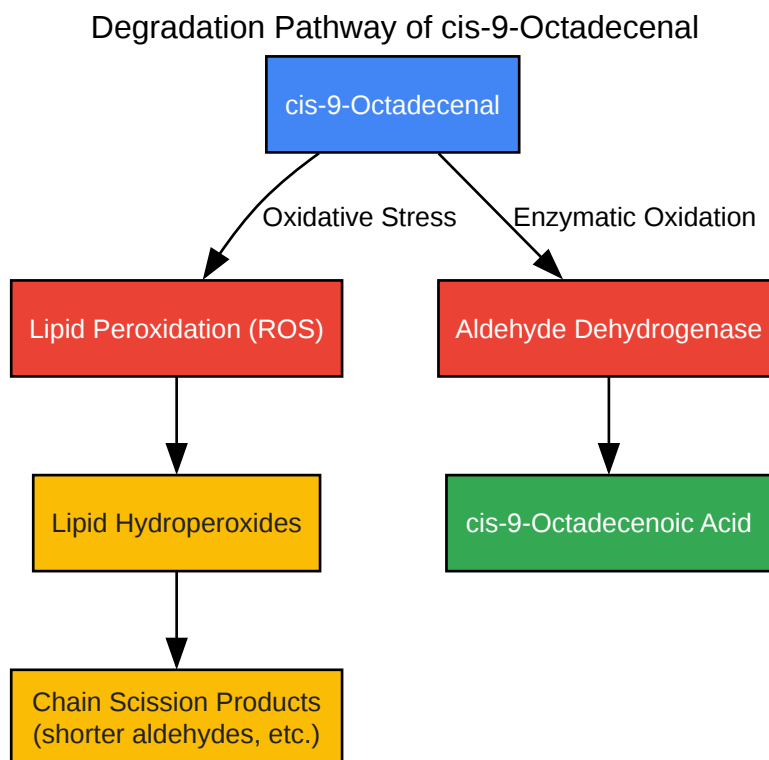 Degradation Pathway of cis-9-Octadecenal
cis-9-Octadecenal
Oxidative Stress
Enzymatic Oxidation
Lipid Peroxidation (ROS)
Aldehyde Dehydrogenase
Lipid Hydroperoxides
cis-9-Octadecenoic Acid
Chain Scission Products
(shorter aldehydes, etc.)